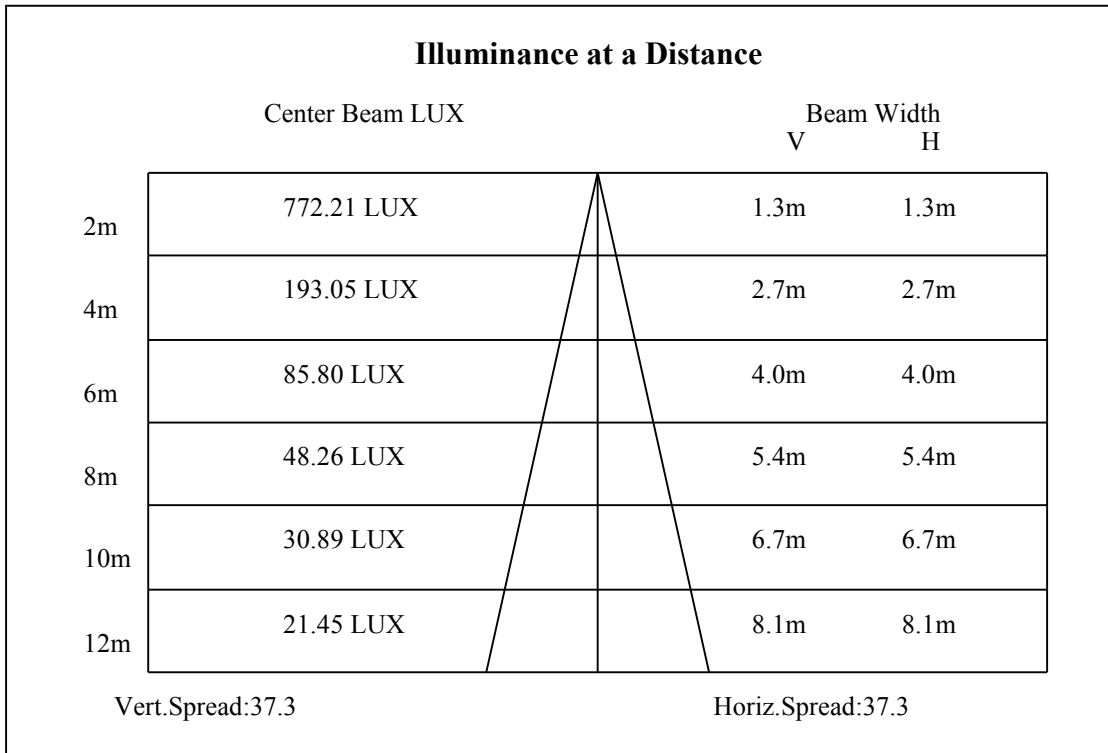 Illuminance at a Distance
Center Beam LUX Beam Width
V H
2m 772.21 LUX 1.3m 1.3m
4m 193.05 LUX 2.7m 2.7m
6m 85.80 LUX 4.0m 4.0m
8m 48.26 LUX 5.4m 5.4m
10m 30.89 LUX 6.7m 6.7m
12m 21.45 LUX 8.1m 8.1m
Vert.Spread:37.3 Horiz.Spread:37.3